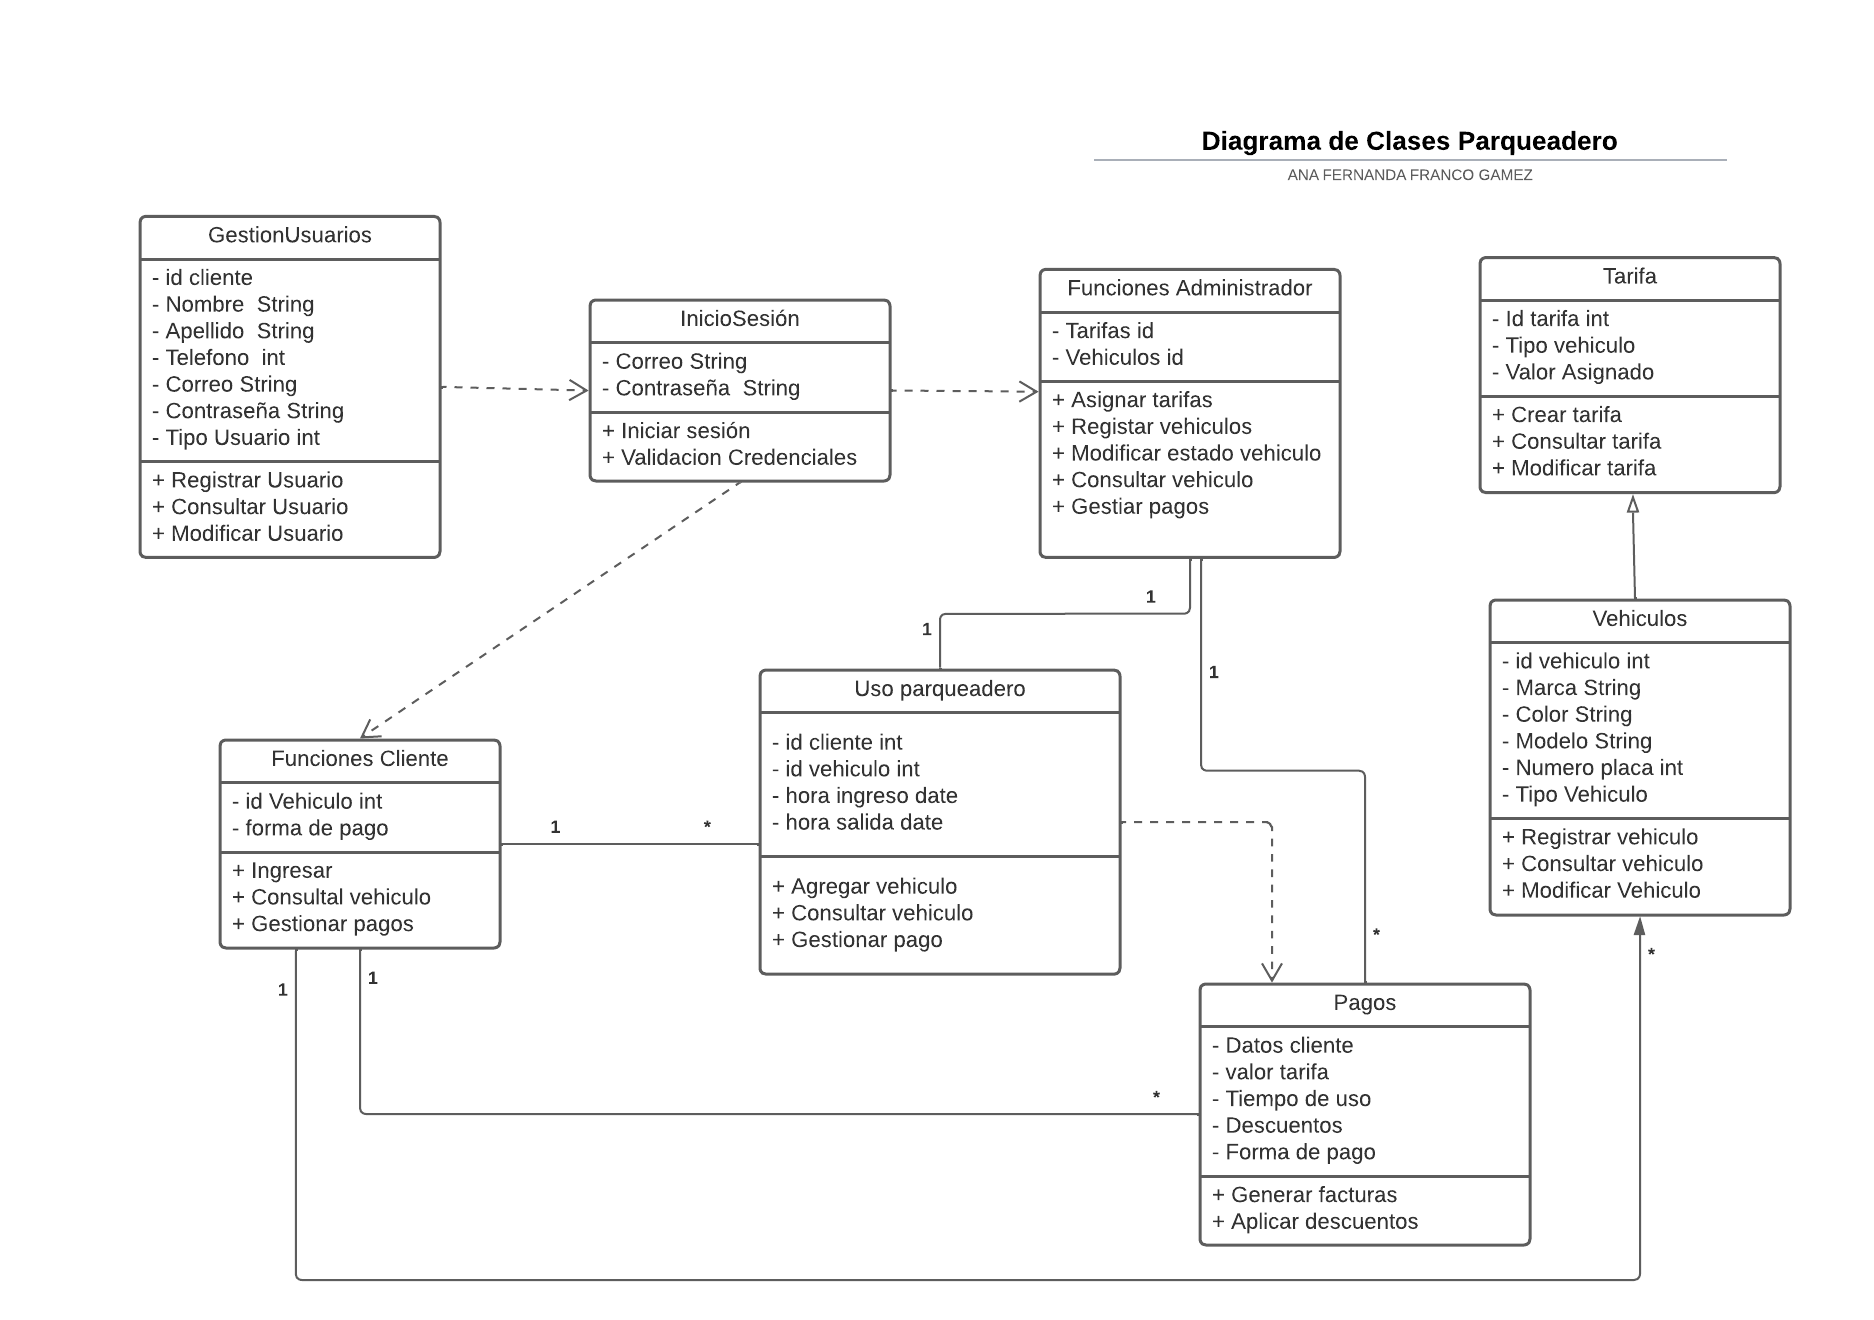 Diagrama de Clases Parqueadero
ANA FERNANDA FRANCO GAMEZ
GestionUsuarios
- id cliente
- Nombre  String
- Apellido  String
- Telefono  int
- Correo String
- Contraseña String
- Tipo Usuario int
+ Registrar Usuario
+ Consultar Usuario
+ Modificar Usuario
InicioSesión
- Correo String
- Contraseña  String
+ Iniciar sesión
+ Validacion Credenciales
Funciones Administrador
- Tarifas id
- Vehiculos id
+ Asignar tarifas
+ Registar vehiculos
+ Modificar estado vehiculo
+ Consultar vehiculo
+ Gestiar pagos
Tarifa
- Id tarifa int
- Tipo vehiculo
- Valor Asignado
+ Crear tarifa
+ Consultar tarifa
+ Modificar tarifa
1
1
1
Vehiculos
- id vehiculo int
- Marca String
- Color String
- Modelo String
- Numero placa int
- Tipo Vehiculo
+ Registrar vehiculo
+ Consultar vehiculo
+ Modificar Vehiculo
Uso parqueadero
- id cliente int
- id vehiculo int
- hora ingreso date
- hora salida date
+ Agregar vehiculo
+ Consultar vehiculo
+ Gestionar pago
Funciones Cliente
- id Vehiculo int
- forma de pago
+ Ingresar
+ Consultal vehiculo
+ Gestionar pagos
1
*
*
*
1
1
*
Pagos
- Datos cliente
- valor tarifa
- Tiempo de uso
- Descuentos
- Forma de pago
+ Generar facturas
+ Aplicar descuentos